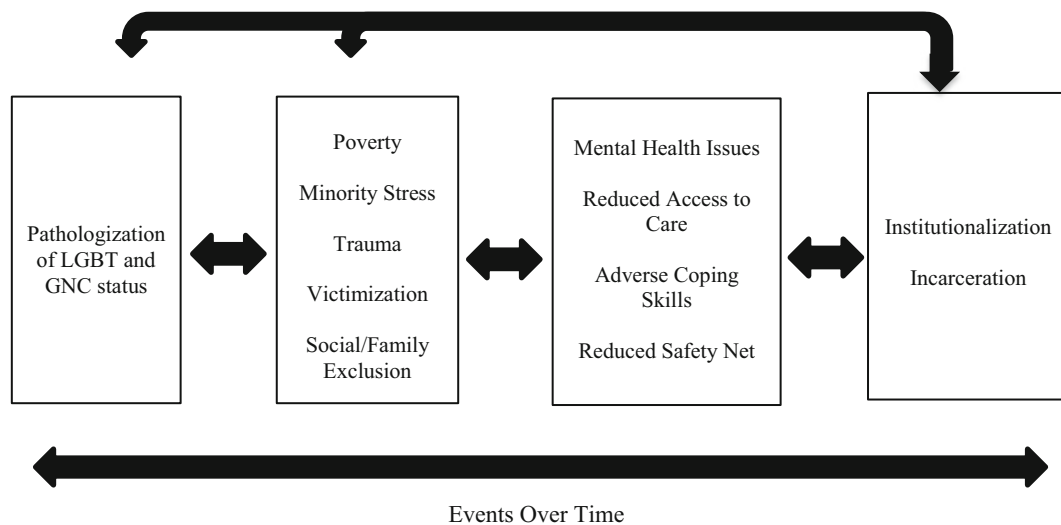 Pathologization
of LGBT and
GNC status
Poverty
Minority Stress
Trauma
Victimization
Social/Family
Exclusion
Mental Health Issues
Reduced Access to
Care
Adverse Coping
Skills
Reduced Safety Net
Institutionalization
Incarceration
Events Over Time